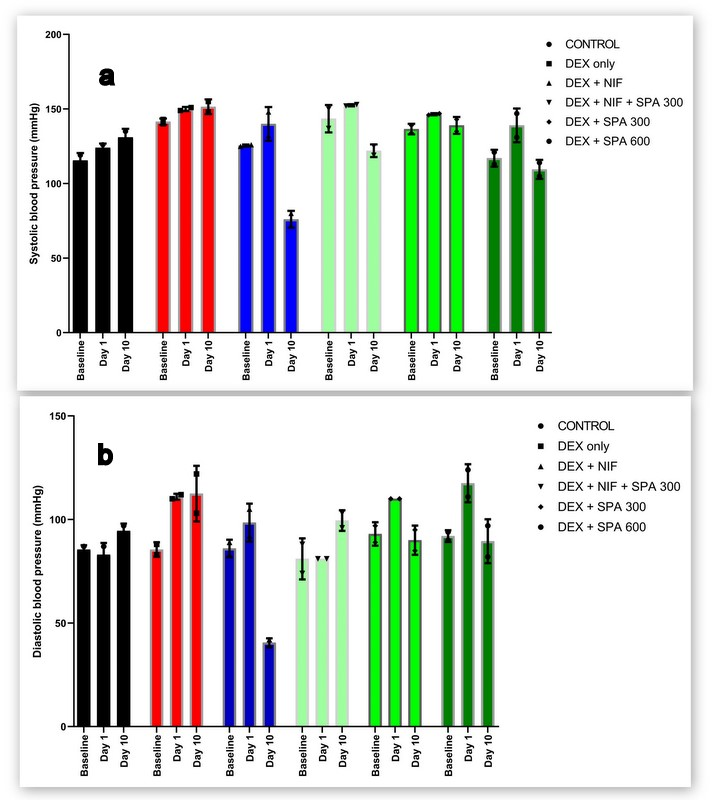 200
150
100
50
0
Systolic blood pressure (mmHg)
a
CONTROL
DEX only
DEX + NIF
DEX + NIF + SPA 300
DEX + SPA 300
DEX + SPA 600
Baseline
Day 1
Day 10
Baseline
Day 1
Day 10
Baseline
Day 1
Day 10
Baseline
Day 1
Day 10
Baseline
Day 1
Day 10
Baseline
Day 1
Day 10
150
100
50
0
Diastolic blood pressure (mmHg)
b
CONTROL
DEX only
DEX + NIF
DEX + NIF + SPA 300
DEX + SPA 300
DEX + SPA 600
Baseline
Day 1
Day 10
Baseline
Day 1
Day 10
Baseline
Day 1
Day 10
Baseline
Day 1
Day 10
Baseline
Day 1
Day 10
Baseline
Day 1
Day 10